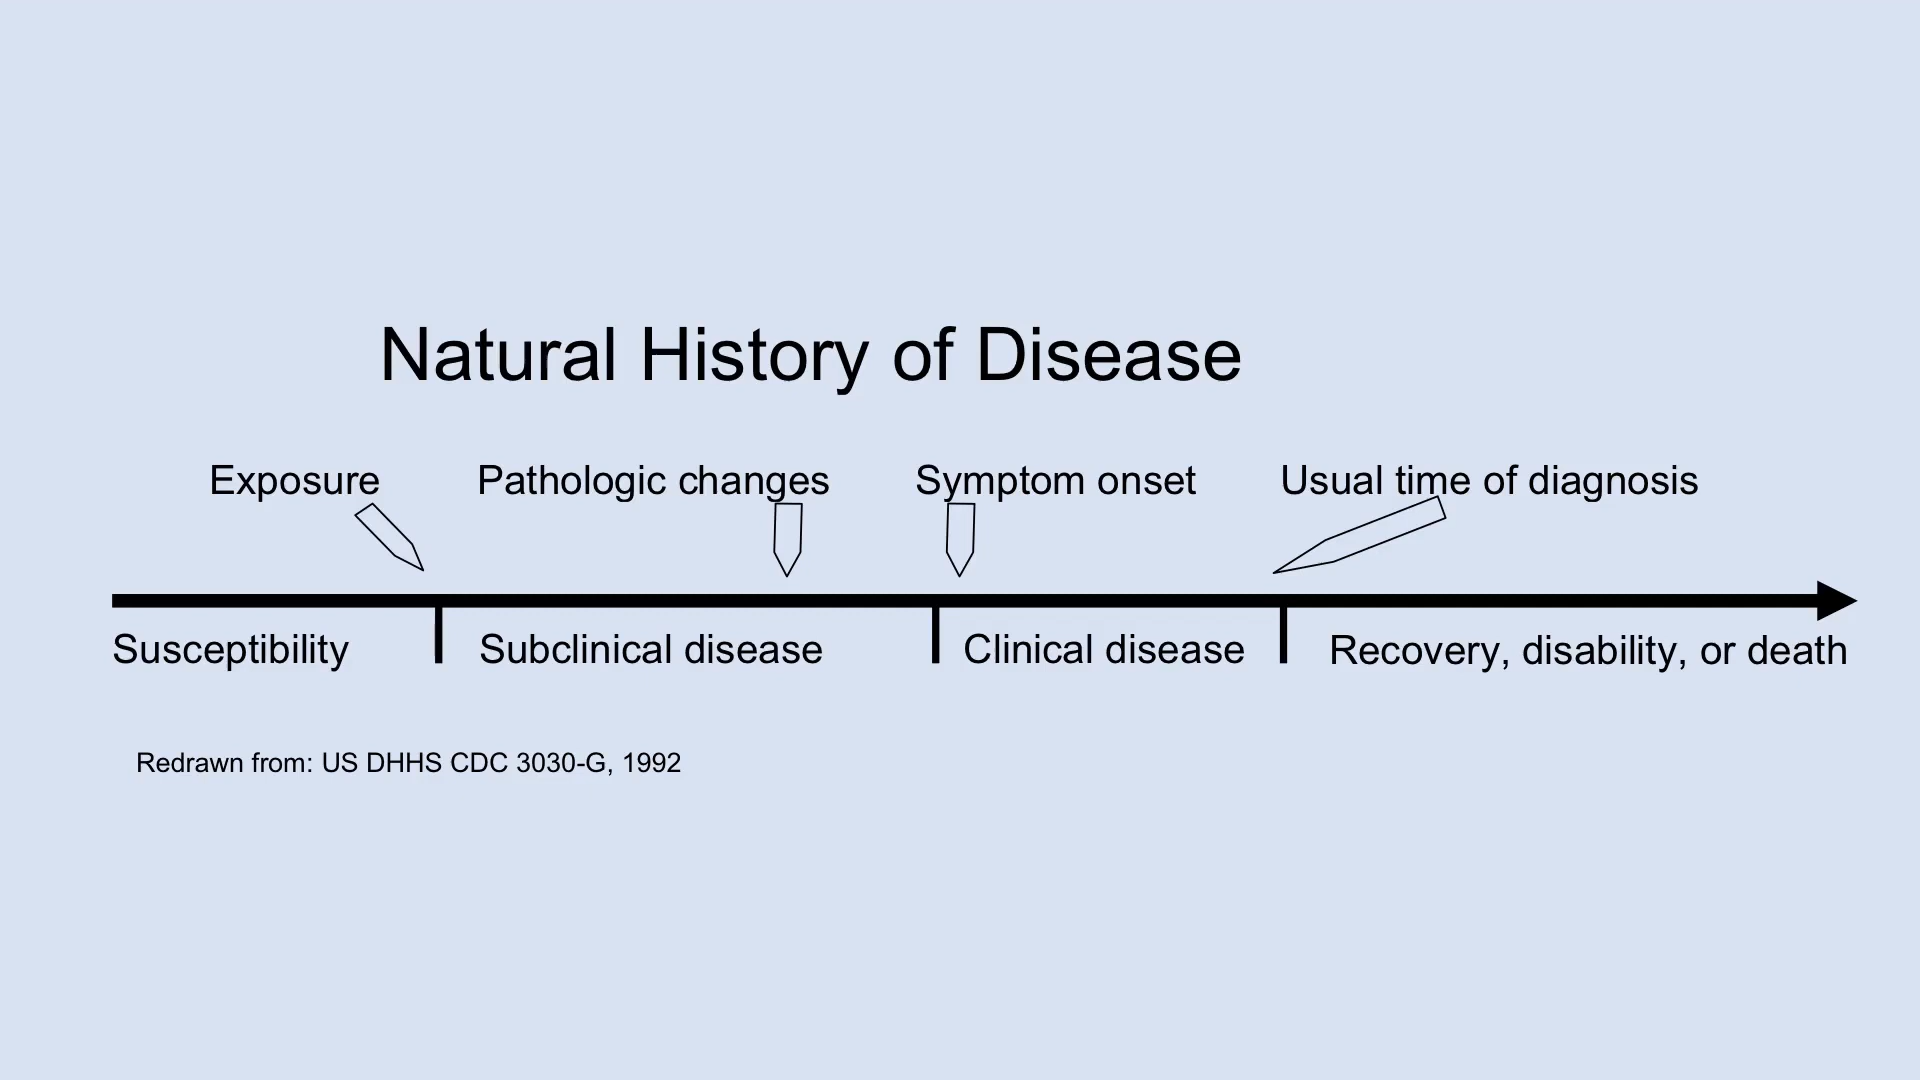 Natural History of Disease
Exposure Pathologic changes Symptom onset Usual time of diagnosis
Susceptibility Subclinical disease Clinical disease Recovery, disability, or death
Redrawn from: US DHHS CDC 3030-G, 1992